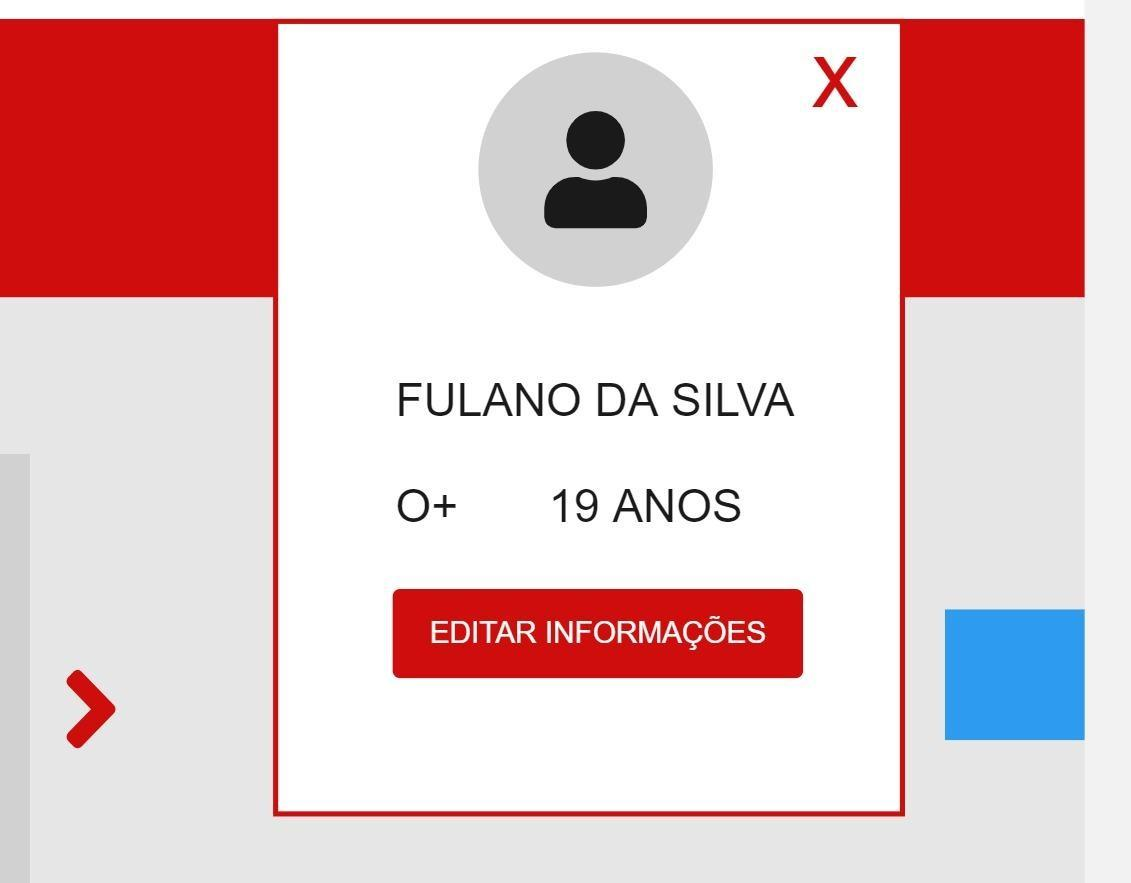 X
FULANO DA SILVA
O+ 19 ANOS
EDITAR INFORMAÇÕES